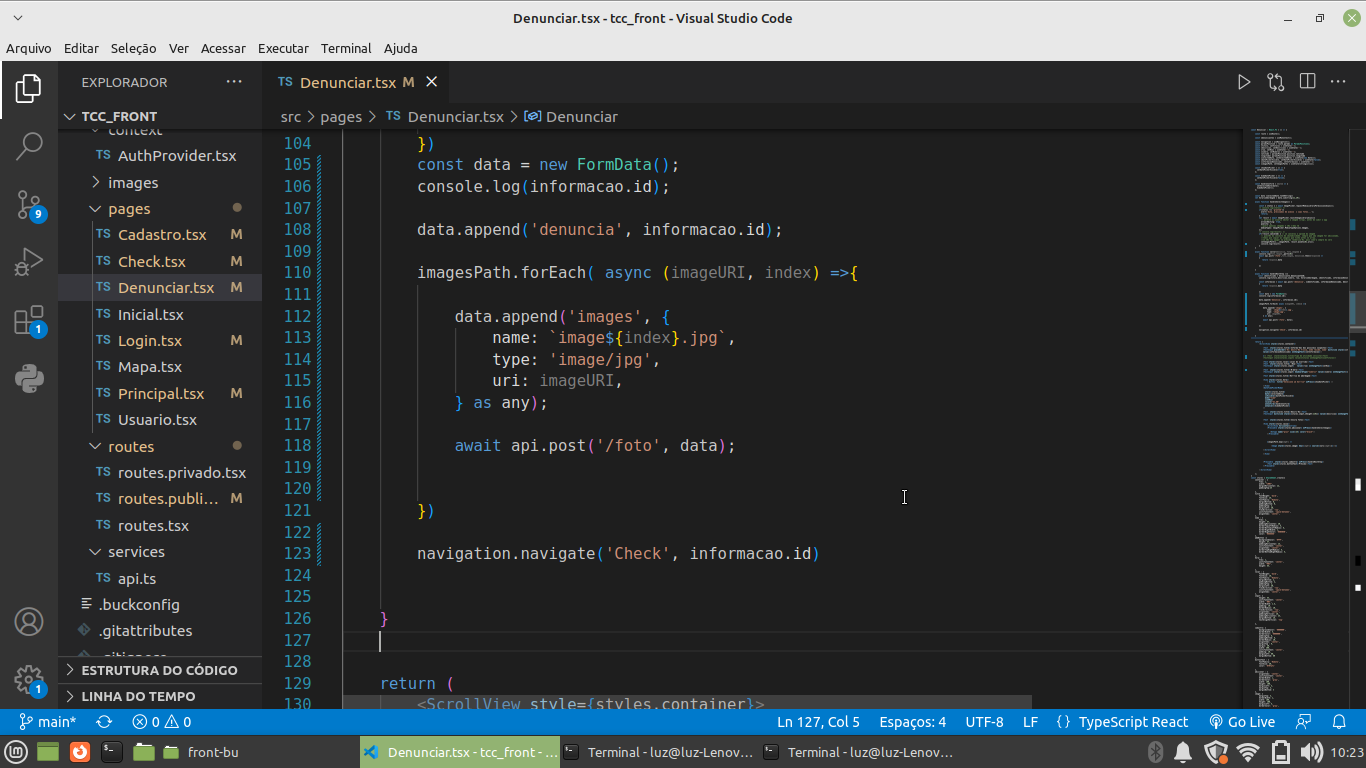 Denunciar.tsx - tcc_front - Visual Studio Code
Arquivo Editar Seleção Ver Acessar Executar Terminal Ajuda
EXPLORADOR
TS Denunciar.tsx M
TCC_FRONT
src > pages > TS Denunciar.tsx > Denunciar
context
TS AuthProvider.tsx
images
pages
TS Cadastro.tsx M
TS Check.tsx M
TS Denunciar.tsx M
TS Inicial.tsx
TS Login.tsx M
TS Mapa.tsx
TS Principal.tsx M
TS Usuario.tsx
routes
TS routes.privado.tsx
TS routes.publi... M
TS routes.tsx
services
TS api.ts
.buckconfig
.gitattributes
.gitignore
ESTRUTURA DO CÓDIGO
LINHA DO TEMPO
9
1
1
104 })
105 const data = new FormData();
106 console.log(informacao.id);
107
108 data.append('denuncia', informacao.id);
109
110 imagesPath.forEach( async (imageURI, index) =>{
111
112 data.append('images', {
113 name: `image${index}.jpg`,
114 type: 'image/jpg',
115 uri: imageURI,
116 } as any);
117
118 await api.post('/foto', data);
119
120
121 })
122
123 navigation.navigate('Check', informacao.id)
124
125
126 }
127
128
129 return (
130 <ScrollView style={styles.container}>
main* 0 0 Ln 127, Col 5 Espaços: 4 UTF-8 LF {} TypeScript React Go Live
front-bu Denunciar.tsx - tcc_front - ... Terminal - luz@luz-Lenov... Terminal - luz@luz-Lenov... 10:23